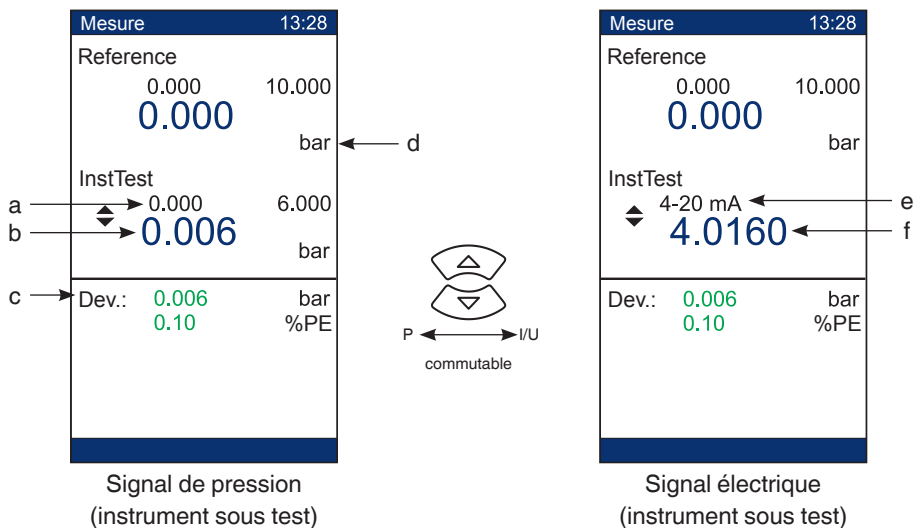 Mesure 13:28
Reference
0.000 10.000
0.000
bar
d
InstTest
a
0.000 6.000
b
0.006
bar
c
Dev.: 0.006 bar
0.10 %PE
Signal de pression
(instrument sous test)
P I/U
commutable
Mesure 13:28
Reference
0.000 10.000
0.000
bar
InstTest
4-20 mA
e
4.0160
f
bar
Dev.: 0.006 bar
0.10 %PE
Signal électrique
(instrument sous test)